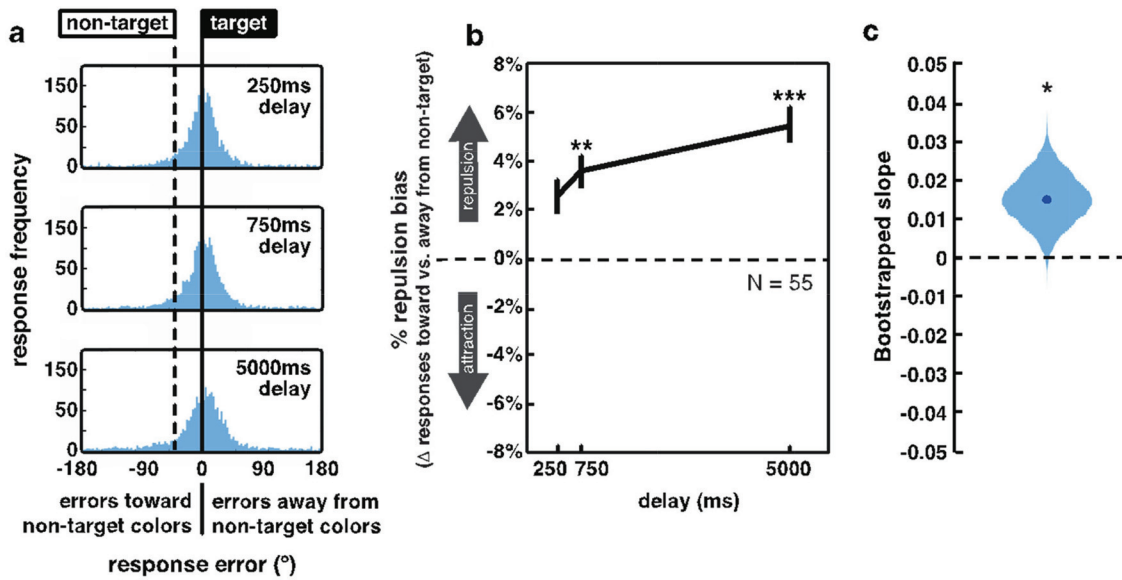 a
non-target
target
250ms
delay
150
50
0
750ms
delay
150
50
0
5000ms
delay
150
50
0
response frequency
-180 -90 0 90 180
errors toward
non-target colors
errors away from
non-target colors
response error (°)
b
% repulsion bias
(Δ responses toward vs. away from non-target)
repulsion
attraction
8%
6%
4%
2%
0%
-2%
-4%
-6%
-8%
**
***
N = 55
250 750 5000
delay (ms)
c
Bootstrapped slope
0.05
0.04
0.03
0.02
0.01
0
-0.01
-0.02
-0.03
-0.04
-0.05
*